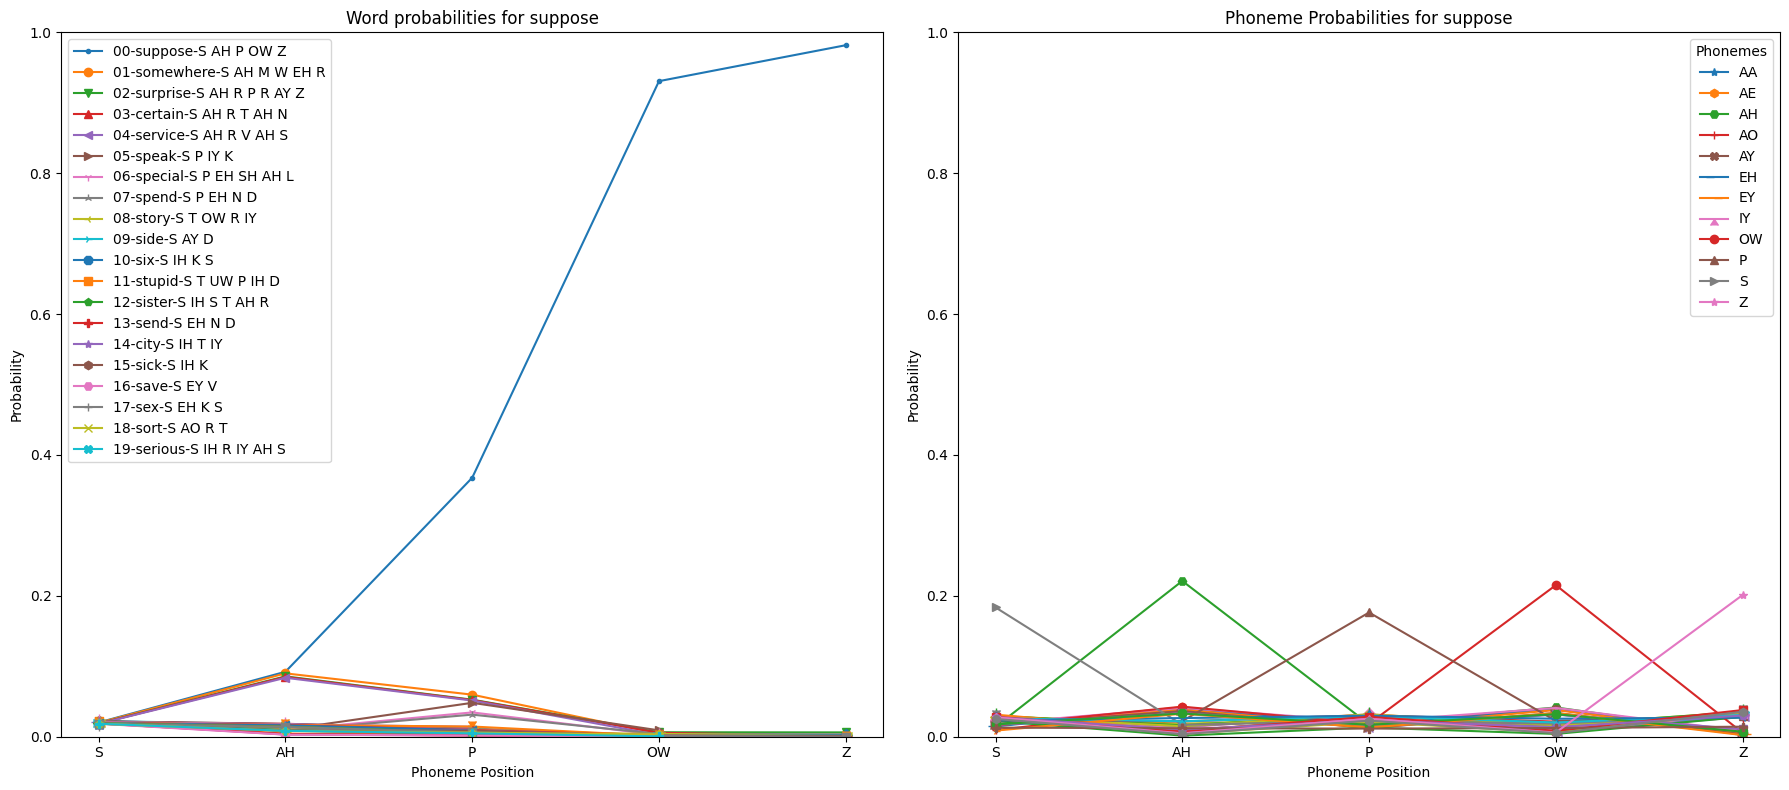 Word probabilities for suppose
1.0
0.8
0.6
0.4
0.2
0.0
Probability
00-suppose-S AH P OW Z
01-somewhere-S AH M W EH R
02-surprise-S AH R P R AY Z
03-certain-S AH R T AH N
04-service-S AH R V AH S
05-speak-S P IY K
06-special-S P EH SH AH L
07-spend-S P EH N D
08-story-S T OW R IY
09-side-S AY D
10-six-S IH K S
11-stupid-S T UW P IH D
12-sister-S IH S T AH R
13-send-S EH N D
14-city-S IH T IY
15-sick-S IH K
16-save-S EY V
17-sex-S EH K S
18-sort-S AO R T
19-serious-S IH R IY AH S
S AH P OW Z
Phoneme Position
Phoneme Probabilities for suppose
1.0
0.8
0.6
0.4
0.2
0.0
Probability
Phonemes
AA
AE
AH
AO
AY
EH
EY
IY
OW
P
S
Z
S AH P OW Z
Phoneme Position